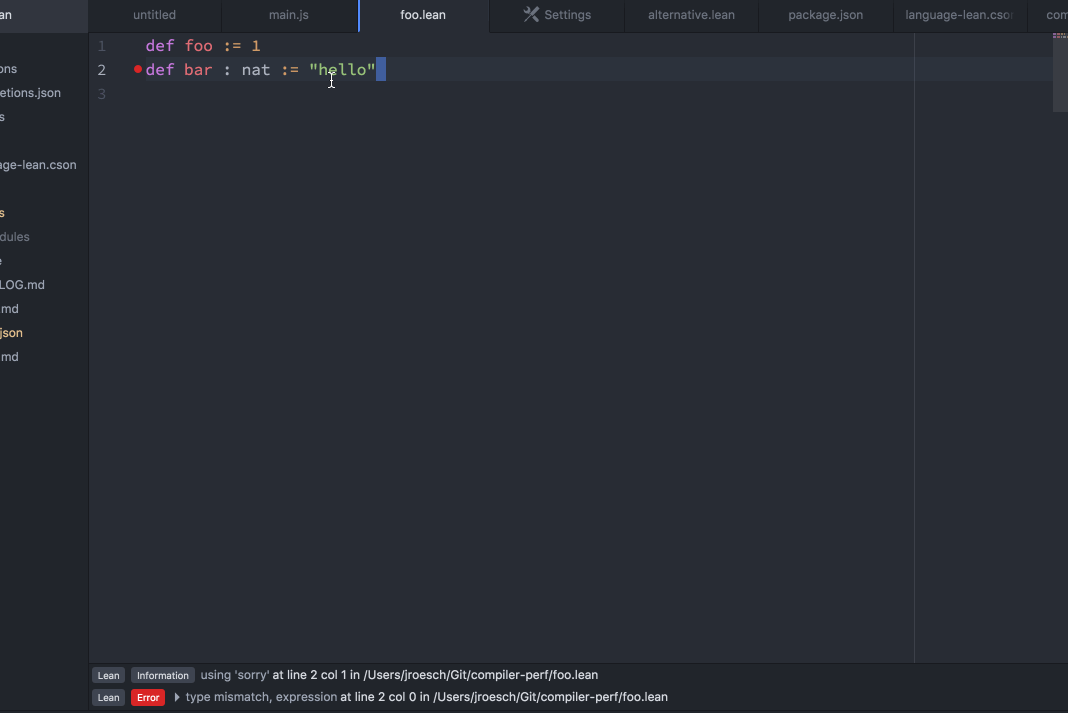 an
untitled
main.js
foo.lean
Settings
alternative.lean
package.json
language-lean.cson
com
ons
etions.json
s
age-lean.cson
s
dules
e
LOG.md
.md
json
.md
1 def foo := 1
2 def bar : nat := "hello"
3
Lean Information using 'sorry' at line 2 col 1 in /Users/jroesch/Git/compiler-perf/foo.lean
Lean Error type mismatch, expression at line 2 col 0 in /Users/jroesch/Git/compiler-perf/foo.lean